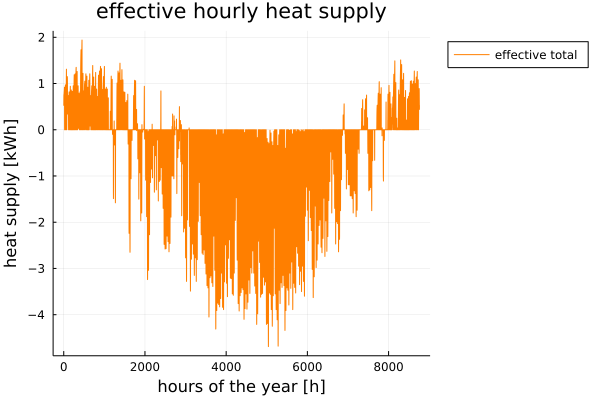 effective hourly heat supply
effective total
heat supply [kWh]
2
1
0
−1
−2
−3
−4
0 2000 4000 6000 8000
hours of the year [h]